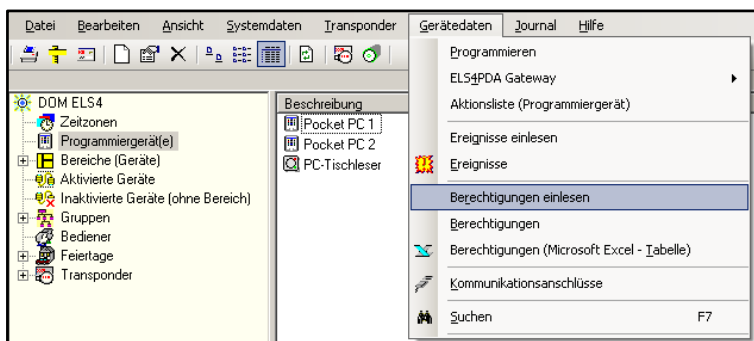 Datei Bearbeiten Ansicht Systemdaten Transponder Gerätedaten Journal Hilfe
DOM ELS4
Zeitzonen
Programmiergerät(e)
Bereiche (Geräte)
Aktivierte Geräte
Inaktivierte Geräte (ohne Bereich)
Gruppen
Bediener
Feiertage
Transponder
Beschreibung
Pocket PC 1
Pocket PC 2
PC-Tischleser
Programmieren
ELS4PDA Gateway
Aktionsliste (Programmiergerät)
Ereignisse einlesen
Ereignisse
Berechtigungen einlesen
Berechtigungen
Berechtigungen (Microsoft Excel - Tabelle)
Kommunikationsanschlüsse
Suchen F7